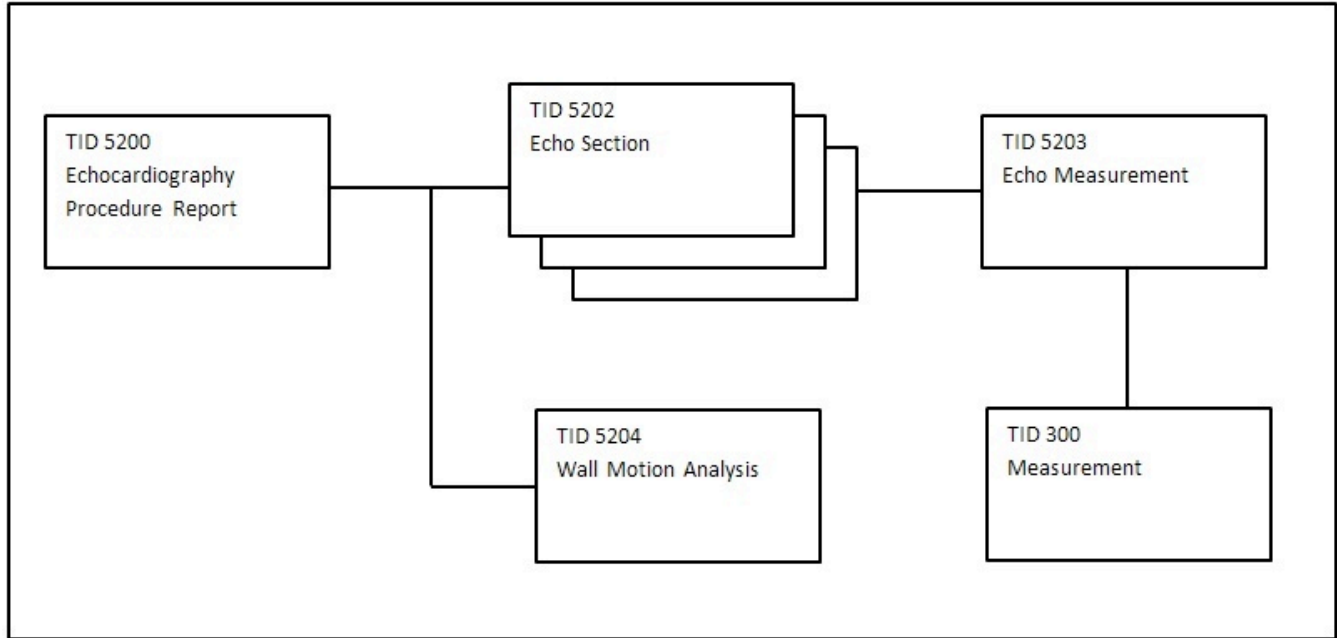 TID 5200
Echocardiography
Procedure Report
TID 5202
Echo Section
TID 5203
Echo Measurement
TID 5204
Wall Motion Analysis
TID 300
Measurement